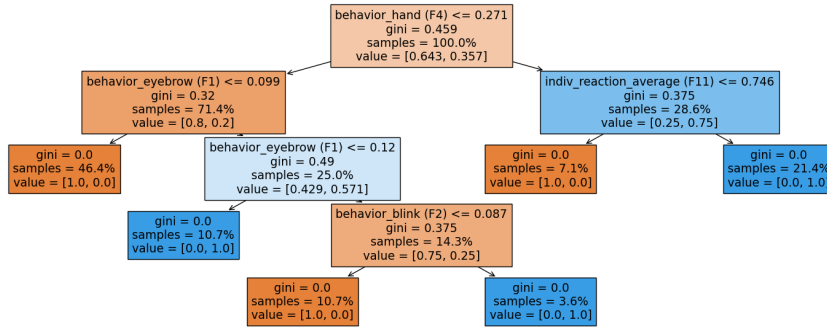 behavior_hand (F4) <= 0.271
gini = 0.459
samples = 100.0%
value = [0.643, 0.357]
behavior_eyebrow (F1) <= 0.099
gini = 0.32
samples = 71.4%
value = [0.8, 0.2]
indiv_reaction_average (F11) <= 0.746
gini = 0.375
samples = 28.6%
value = [0.25, 0.75]
gini = 0.0
samples = 46.4%
value = [1.0, 0.0]
behavior_eyebrow (F1) <= 0.12
gini = 0.49
samples = 25.0%
value = [0.429, 0.571]
gini = 0.0
samples = 7.1%
value = [1.0, 0.0]
gini = 0.0
samples = 21.4%
value = [0.0, 1.0]
gini = 0.0
samples = 10.7%
value = [0.0, 1.0]
behavior_blink (F2) <= 0.087
gini = 0.375
samples = 14.3%
value = [0.75, 0.25]
gini = 0.0
samples = 10.7%
value = [1.0, 0.0]
gini = 0.0
samples = 3.6%
value = [0.0, 1.0]